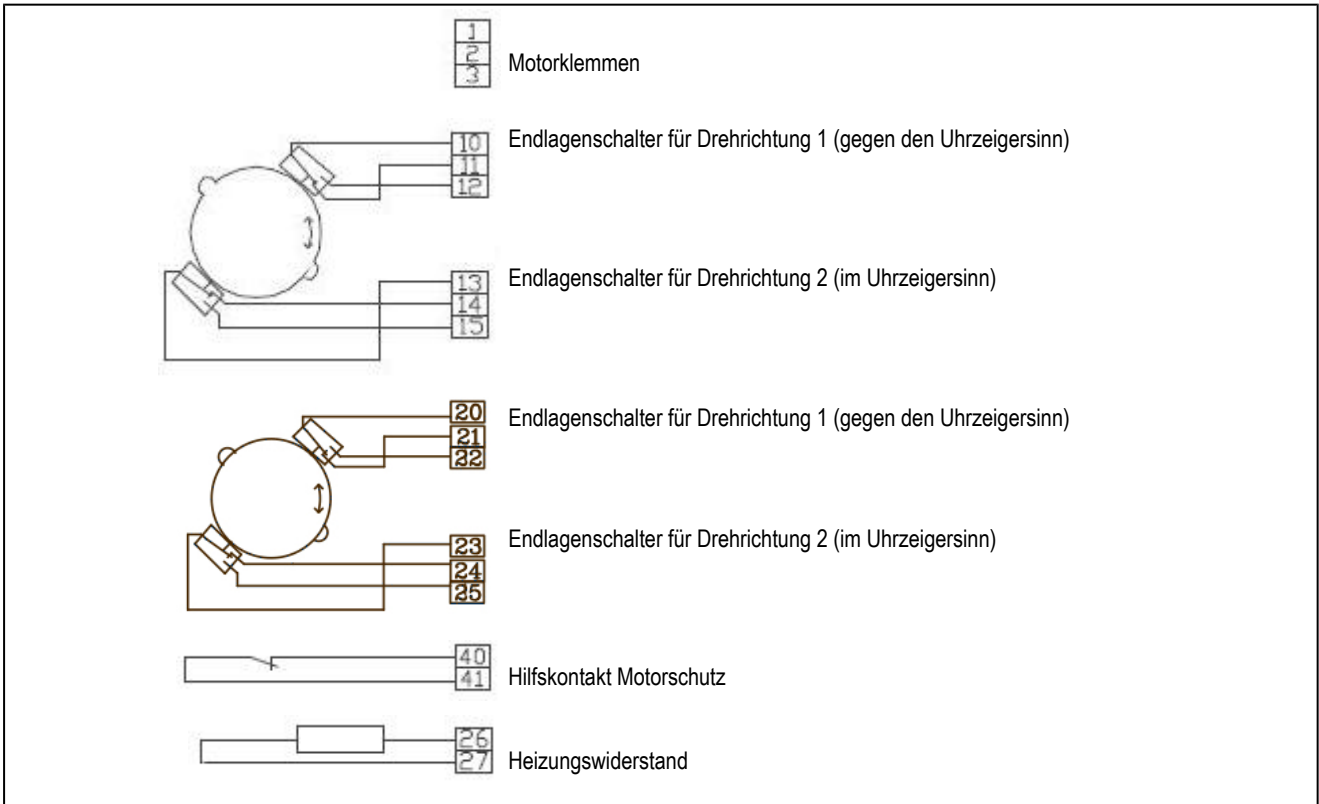 1
2
3
Motorklemmen
10
11
12
Endlagenschalter für Drehrichtung 1 (gegen den Uhrzeigersinn)
13
14
15
Endlagenschalter für Drehrichtung 2 (im Uhrzeigersinn)
20
21
22
Endlagenschalter für Drehrichtung 1 (gegen den Uhrzeigersinn)
23
24
25
Endlagenschalter für Drehrichtung 2 (im Uhrzeigersinn)
40
41
Hilfskontakt Motorschutz
26
27
Heizungswiderstand